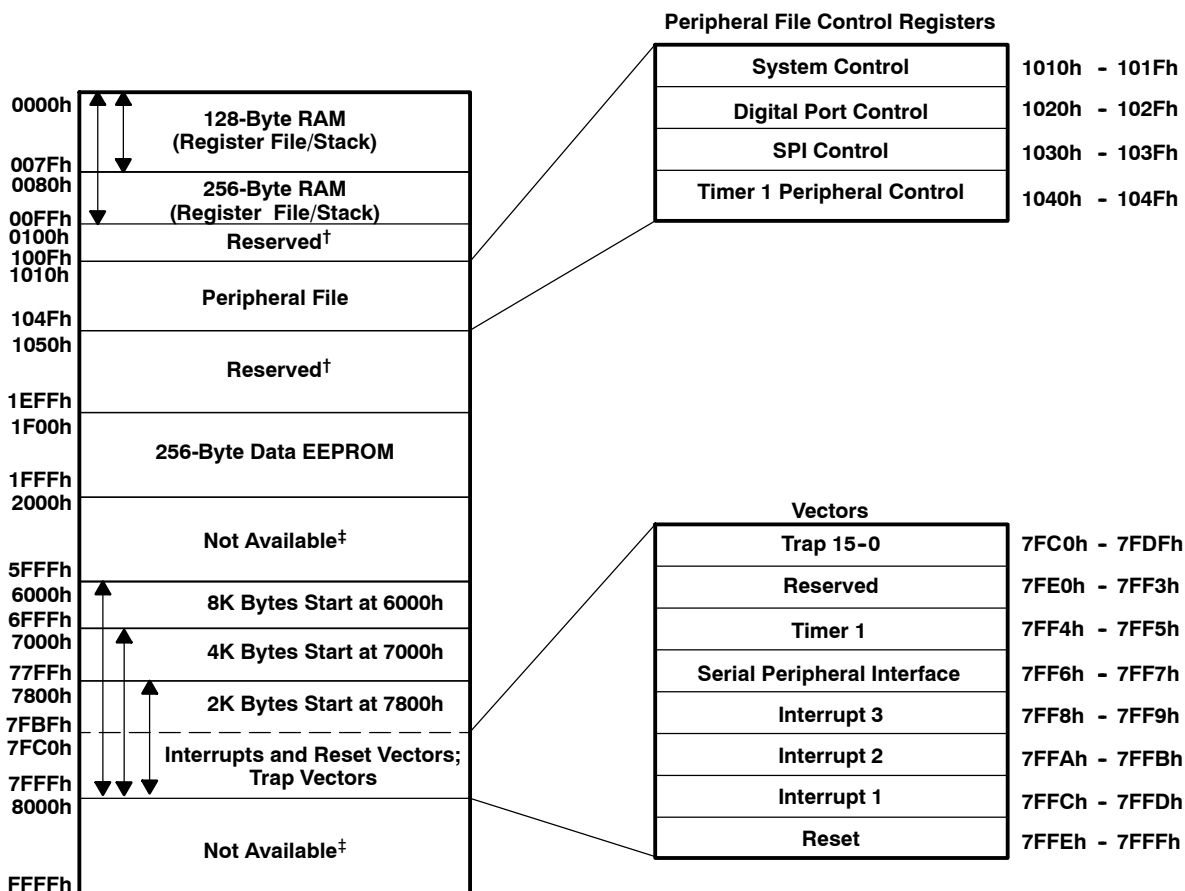 Peripheral File Control Registers
System Control 1010h - 101Fh
Digital Port Control 1020h - 102Fh
SPI Control 1030h - 103Fh
Timer 1 Peripheral Control 1040h - 104Fh
0000h
128-Byte RAM
(Register File/Stack)
007Fh
0080h
256-Byte RAM
(Register File/Stack)
00FFh
0100h
Reserved†
100Fh
1010h
Peripheral File
104Fh
1050h
Reserved†
1EFFh
1F00h
256-Byte Data EEPROM
1FFFh
2000h
Not Available‡
5FFFh
6000h
8K Bytes Start at 6000h
6FFFh
7000h
4K Bytes Start at 7000h
77FFh
7800h
2K Bytes Start at 7800h
7FBFh
7FC0h
Interrupts and Reset Vectors;
Trap Vectors
7FFFh
8000h
Not Available‡
FFFFh
Vectors
Trap 15-0 7FC0h - 7FDFh
Reserved 7FE0h - 7FF3h
Timer 1 7FF4h - 7FF5h
Serial Peripheral Interface 7FF6h - 7FF7h
Interrupt 3 7FF8h - 7FF9h
Interrupt 2 7FFAh - 7FFBh
Interrupt 1 7FFCh - 7FFDh
Reset 7FFEh - 7FFFh